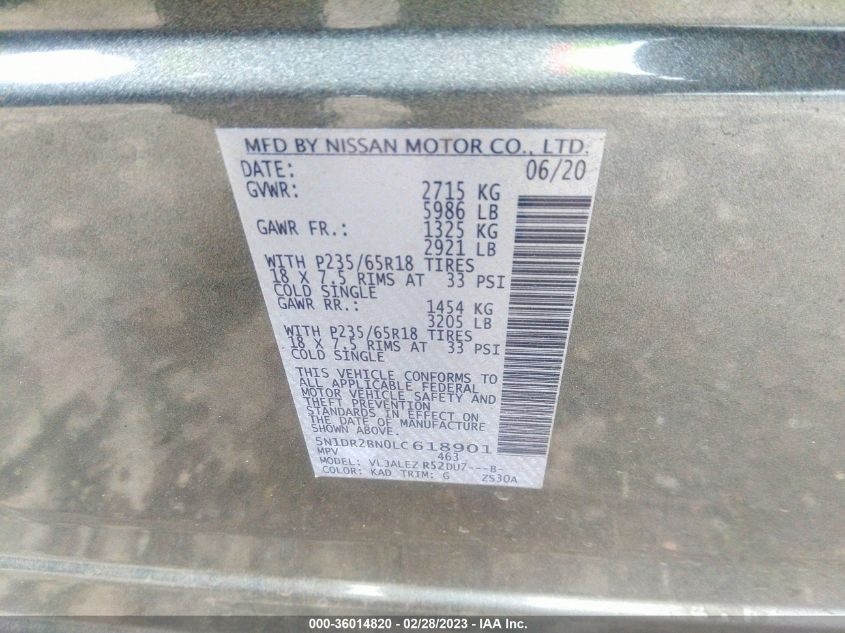 MFD BY NISSAN MOTOR CO., LTD.
DATE: 06/20
GVWR: 2715 KG
5986 LB
GAWR FR.: 1325 KG
2921 LB
WITH P235/65R18 TIRES
18 X 7.5 RIMS AT 33 PSI
COLD SINGLE
GAWR RR.: 1454 KG
3205 LB
WITH P235/65R18 TIRES
18 X 7.5 RIMS AT 33 PSI
COLD SINGLE
THIS VEHICLE CONFORMS TO
ALL APPLICABLE FEDERAL
MOTOR VEHICLE SAFETY AND
THEFT PREVENTION
STANDARDS IN EFFECT ON
THE DATE OF MANUFACTURE
SHOWN ABOVE.
5N1DR2BN0LC618901
MPV 463
MODEL: VL3ALEZ R52DU7---B-
COLOR: KAD TRIM: G ZS30A
000-36014820 - 02/28/2023 - IAA Inc.